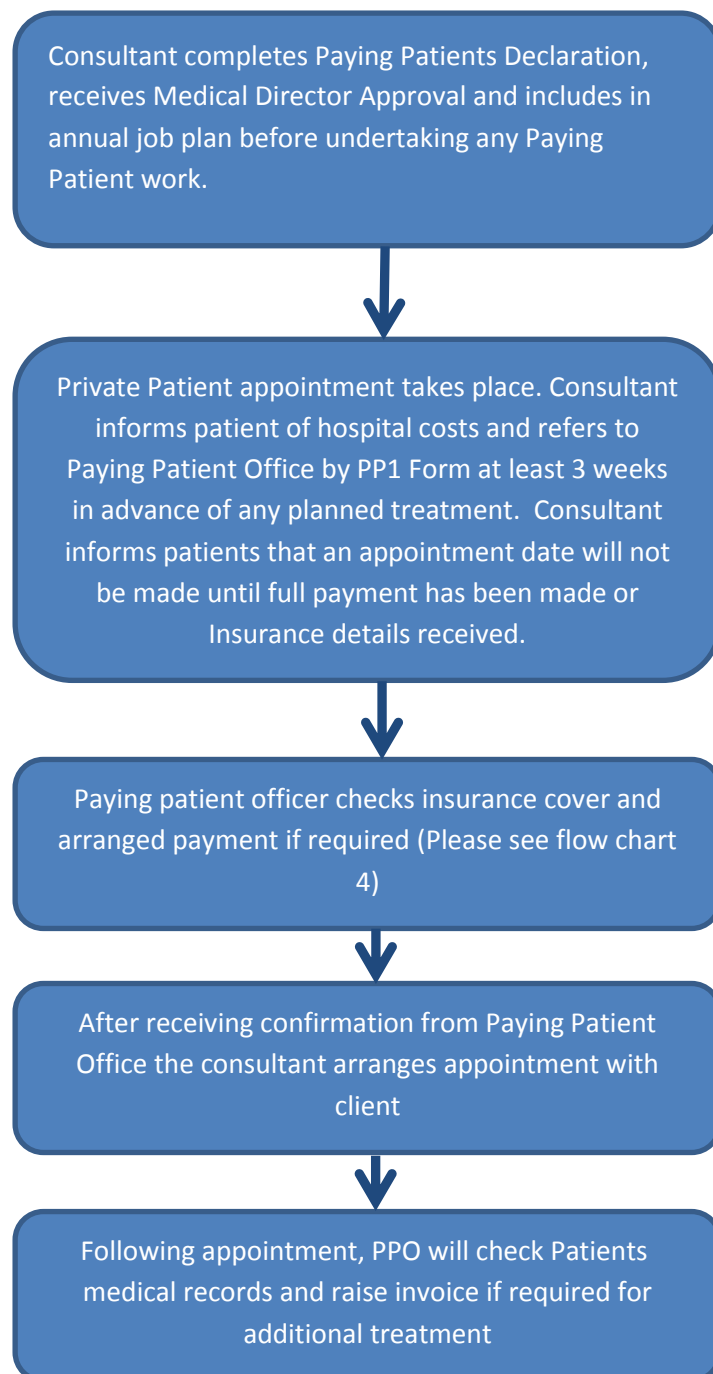 Consultant completes Paying Patients Declaration,
receives Medical Director Approval and includes in
annual job plan before undertaking any Paying
Patient work.
Private Patient appointment takes place. Consultant
informs patient of hospital costs and refers to
Paying Patient Office by PP1 Form at least 3 weeks
in advance of any planned treatment.  Consultant
informs patients that an appointment date will not
be made until full payment has been made or
Insurance details received.
Paying patient officer checks insurance cover and
arranged payment if required (Please see flow chart
4)
After receiving confirmation from Paying Patient
Office the consultant arranges appointment with
client
Following appointment, PPO will check Patients
medical records and raise invoice if required for
additional treatment